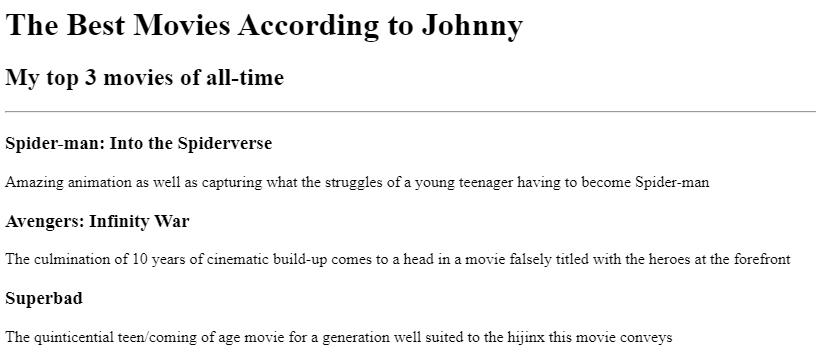 The Best Movies According to Johnny
My top 3 movies of all-time
Spider-man: Into the Spiderverse
Amazing animation as well as capturing what the struggles of a young teenager having to become Spider-man
Avengers: Infinity War
The culmination of 10 years of cinematic build-up comes to a head in a movie falsely titled with the heroes at the forefront
Superbad
The quinticential teen/coming of age movie for a generation well suited to the hijinx this movie conveys